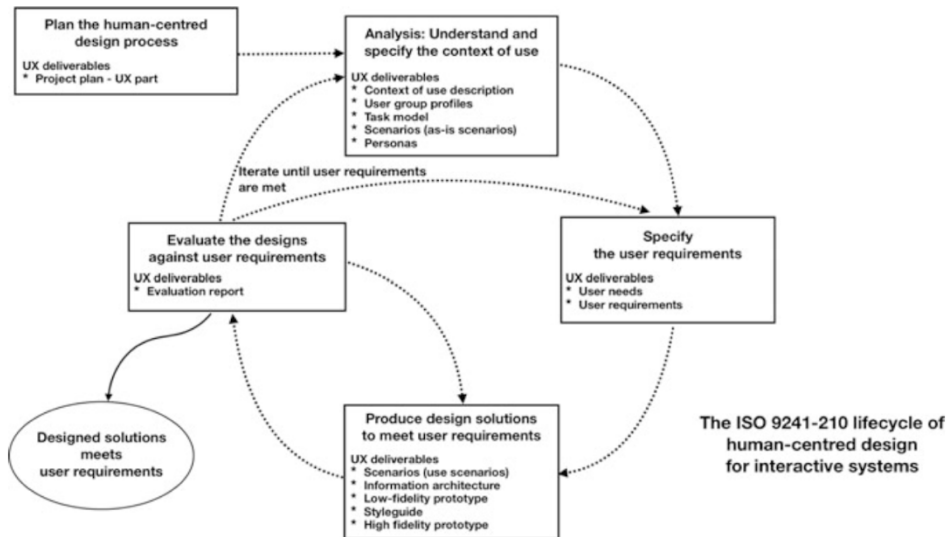 Plan the human-centred
design process
UX deliverables
* Project plan - UX part
Analysis: Understand and
specify the context of use
UX deliverables
* Context of use description
* User group profiles
* Task model
* Scenarios (as-is scenarios)
* Personas
Iterate until user requirements
are met
Evaluate the designs
against user requirements
UX deliverables
* Evaluation report
Specify
the user requirements
UX deliverables
* User needs
* User requirements
Designed solutions
meets
user requirements
Produce design solutions
to meet user requirements
UX deliverables
* Scenarios (use scenarios)
* Information architecture
* Low-fidelity prototype
* Styleguide
* High fidelity prototype
The ISO 9241-210 lifecycle of
human-centred design
for interactive systems